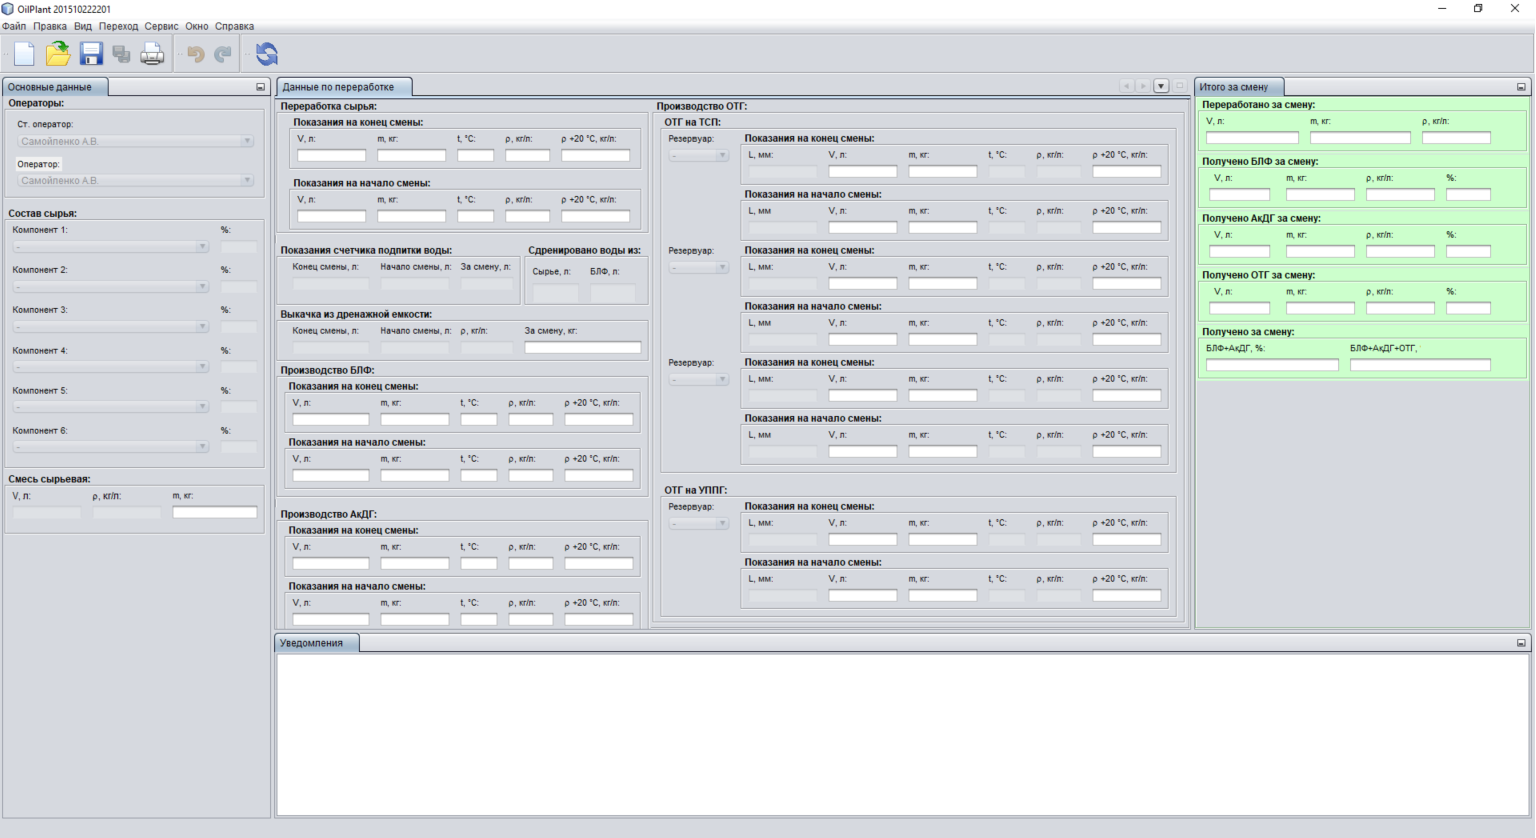 OilPlant 201510222201
Файл Правка Вид Переход Сервис Окно Справка
Основные данные
Операторы:
Ст. оператор:
Самойленко А.В.
Оператор:
Самойленко А.В.
Состав сырья:
Компонент 1: %:
-
Компонент 2: %:
-
Компонент 3: %:
-
Компонент 4: %:
-
Компонент 5: %:
-
Компонент 6: %:
-
Смесь сырьевая:
V, л: ρ, кг/л: m, кг:
Данные по переработке
Переработка сырья:
Показания на конец смены:
V, л: m, кг: t, °C: ρ, кг/л: ρ +20 °C, кг/л:
Показания на начало смены:
V, л: m, кг: t, °C: ρ, кг/л: ρ +20 °C, кг/л:
Показания счетчика подпитки воды:
Конец смены, л: Начало смены, л: За смену, л:
Сдренировано воды из:
Сырье, л: БЛФ, л:
Выкачка из дренажной емкости:
Конец смены, л: Начало смены, л: ρ, кг/л: За смену, кг:
Производство БЛФ:
Показания на конец смены:
V, л: m, кг: t, °C: ρ, кг/л: ρ +20 °C, кг/л:
Показания на начало смены:
V, л: m, кг: t, °C: ρ, кг/л: ρ +20 °C, кг/л:
Производство АкДГ:
Показания на конец смены:
V, л: m, кг: t, °C: ρ, кг/л: ρ +20 °C, кг/л:
Показания на начало смены:
V, л: m, кг: t, °C: ρ, кг/л: ρ +20 °C, кг/л:
Производство ОТГ:
ОТГ на ТСП:
Резервуар:
-
Показания на конец смены:
L, мм: V, л: m, кг: t, °C: ρ, кг/л: ρ +20 °C, кг/л:
Показания на начало смены:
L, мм V, л: m, кг: t, °C: ρ, кг/л: ρ +20 °C, кг/л:
Резервуар:
-
Показания на конец смены:
L, мм: V, л: m, кг: t, °C: ρ, кг/л: ρ +20 °C, кг/л:
Показания на начало смены:
L, мм V, л: m, кг: t, °C: ρ, кг/л: ρ +20 °C, кг/л:
Резервуар:
-
Показания на конец смены:
L, мм: V, л: m, кг: t, °C: ρ, кг/л: ρ +20 °C, кг/л:
Показания на начало смены:
L, мм V, л: m, кг: t, °C: ρ, кг/л: ρ +20 °C, кг/л:
ОТГ на УППГ:
Резервуар:
-
Показания на конец смены:
L, мм: V, л: m, кг: t, °C: ρ, кг/л: ρ +20 °C, кг/л:
Показания на начало смены:
L, мм: V, л: m, кг: t, °C: ρ, кг/л: ρ +20 °C, кг/л:
Итого за смену
Переработано за смену:
V, л: m, кг: ρ, кг/л:
Получено БЛФ за смену:
V, л: m, кг: ρ, кг/л: %:
Получено АкДГ за смену:
V, л: m, кг: ρ, кг/л: %:
Получено ОТГ за смену:
V, л: m, кг: ρ, кг/л: %:
Получено за смену:
БЛФ+АкДГ, %: БЛФ+АкДГ+ОТГ,
Уведомления